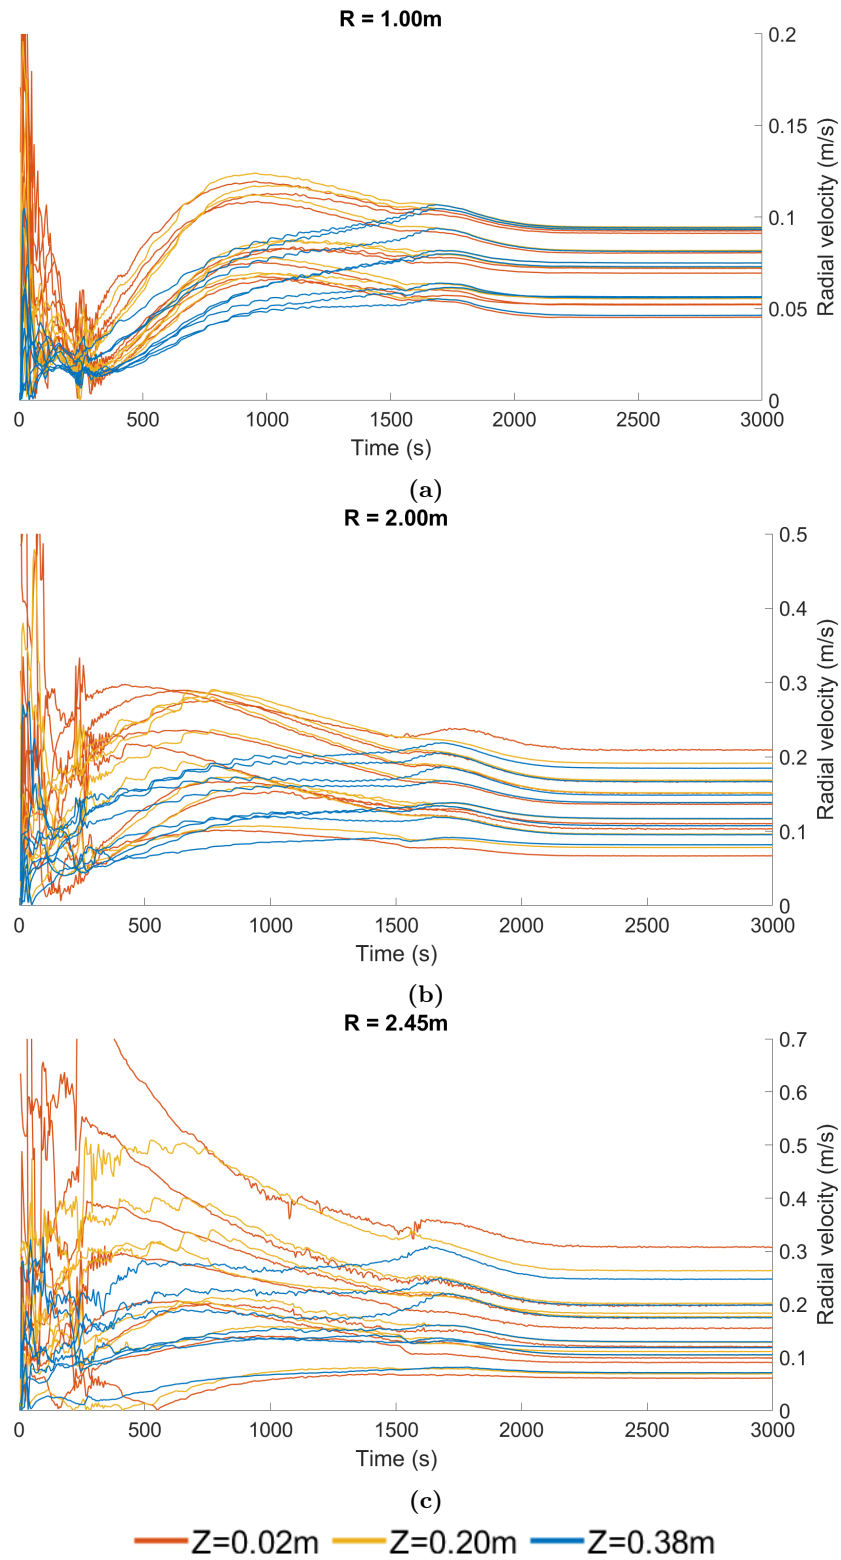 R = 1.00m
0.2
0.15
0.1
0.05
0
Radial velocity (m/s)
0 500 1000 1500 2000 2500 3000
Time (s)
(a)
R = 2.00m
0.5
0.4
0.3
0.2
0.1
0
Radial velocity (m/s)
0 500 1000 1500 2000 2500 3000
Time (s)
(b)
R = 2.45m
0.7
0.6
0.5
0.4
0.3
0.2
0.1
0
Radial velocity (m/s)
0 500 1000 1500 2000 2500 3000
Time (s)
(c)
Z=0.02m Z=0.20m Z=0.38m